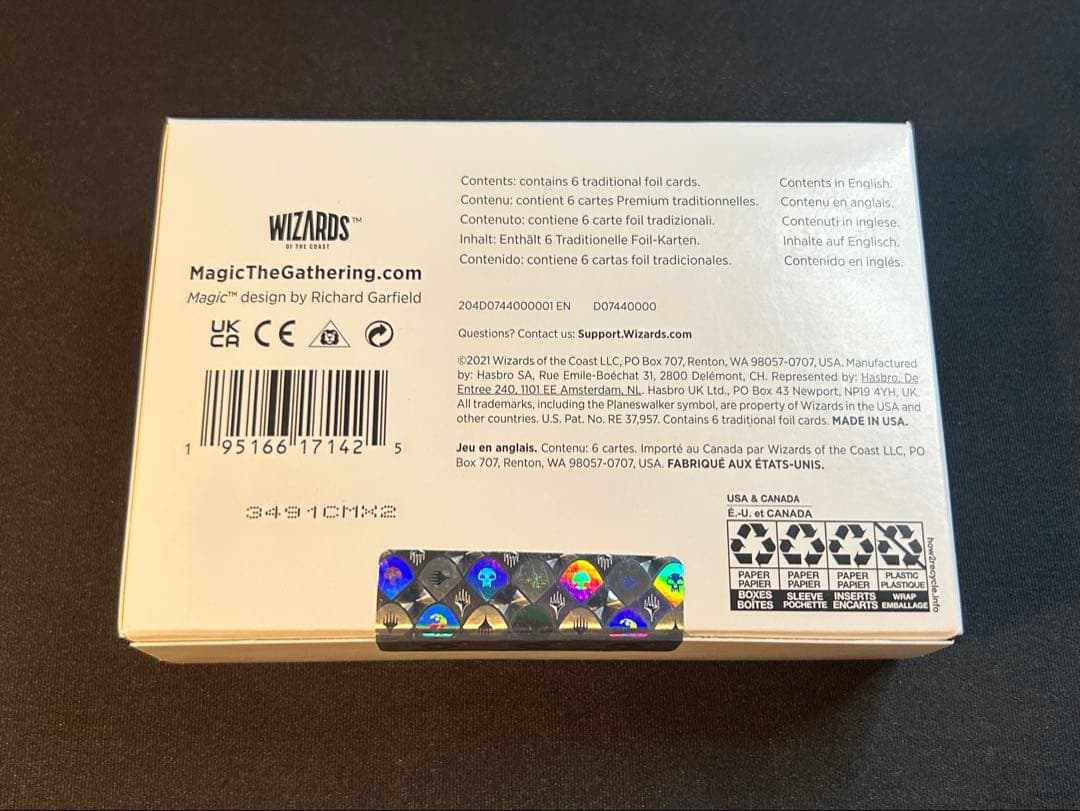 WIZARDS™
OF THE COAST
MagicTheGathering.com
Magic™ design by Richard Garfield
UK
CA CE
1 95166 17142 5
3491CMX2
Contents: contains 6 traditional foil cards.
Contenu: contient 6 cartes Premium traditionnelles.
Contenuto: contiene 6 carte foil tradizionali.
Inhalt: Enthält 6 Traditionelle Foil-Karten.
Contenido: contiene 6 cartas foil tradicionales.
Contents in English.
Contenu en anglais.
Contenuti in inglese.
Inhalte auf Englisch.
Contenido en inglés.
204D0744000001 EN D07440000
Questions? Contact us: Support.Wizards.com
©2021 Wizards of the Coast LLC, PO Box 707, Renton, WA 98057-0707, USA. Manufactured
by: Hasbro SA, Rue Emile-Boéchat 31, 2800 Delémont, CH. Represented by: Hasbro, De
Entree 240, 1101 EE Amsterdam, NL. Hasbro UK Ltd., PO Box 43 Newport, NP19 4YH, UK.
All trademarks, including the Planeswalker symbol, are property of Wizards in the USA and
other countries. U.S. Pat. No. RE 37,957. Contains 6 traditional foil cards. MADE IN USA.
Jeu en anglais. Contenu: 6 cartes. Importé au Canada par Wizards of the Coast LLC, PO
Box 707, Renton, WA 98057-0707, USA. FABRIQUÉ AUX ÉTATS-UNIS.
USA & CANADA
É.-U. et CANADA
PAPER PAPER PAPER PLASTIC
PAPIER PAPIER PAPIER PLASTIQUE
BOXES SLEEVE INSERTS WRAP
BOÎTES POCHETTE ENCARTS EMBALLAGE
how2recycle.info